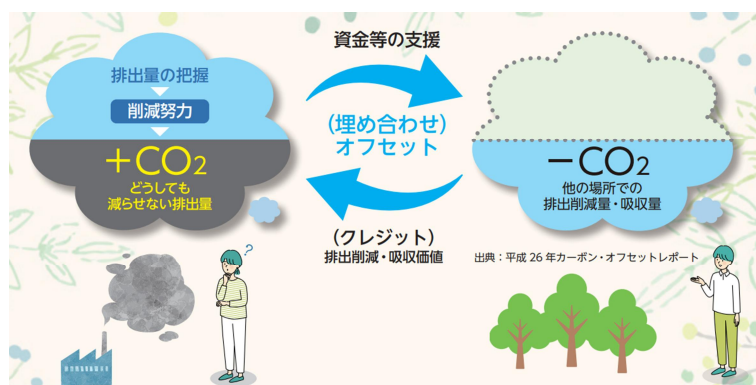 排出量の把握
削減努力
+CO2
どうしても
減らせない排出量
資金等の支援
(埋め合わせ)
オフセット
(クレジット)
排出削減・吸収価値
-CO2
他の場所での
排出削減量・吸収量
出典:平成26年カーボン・オフセットレポート
?